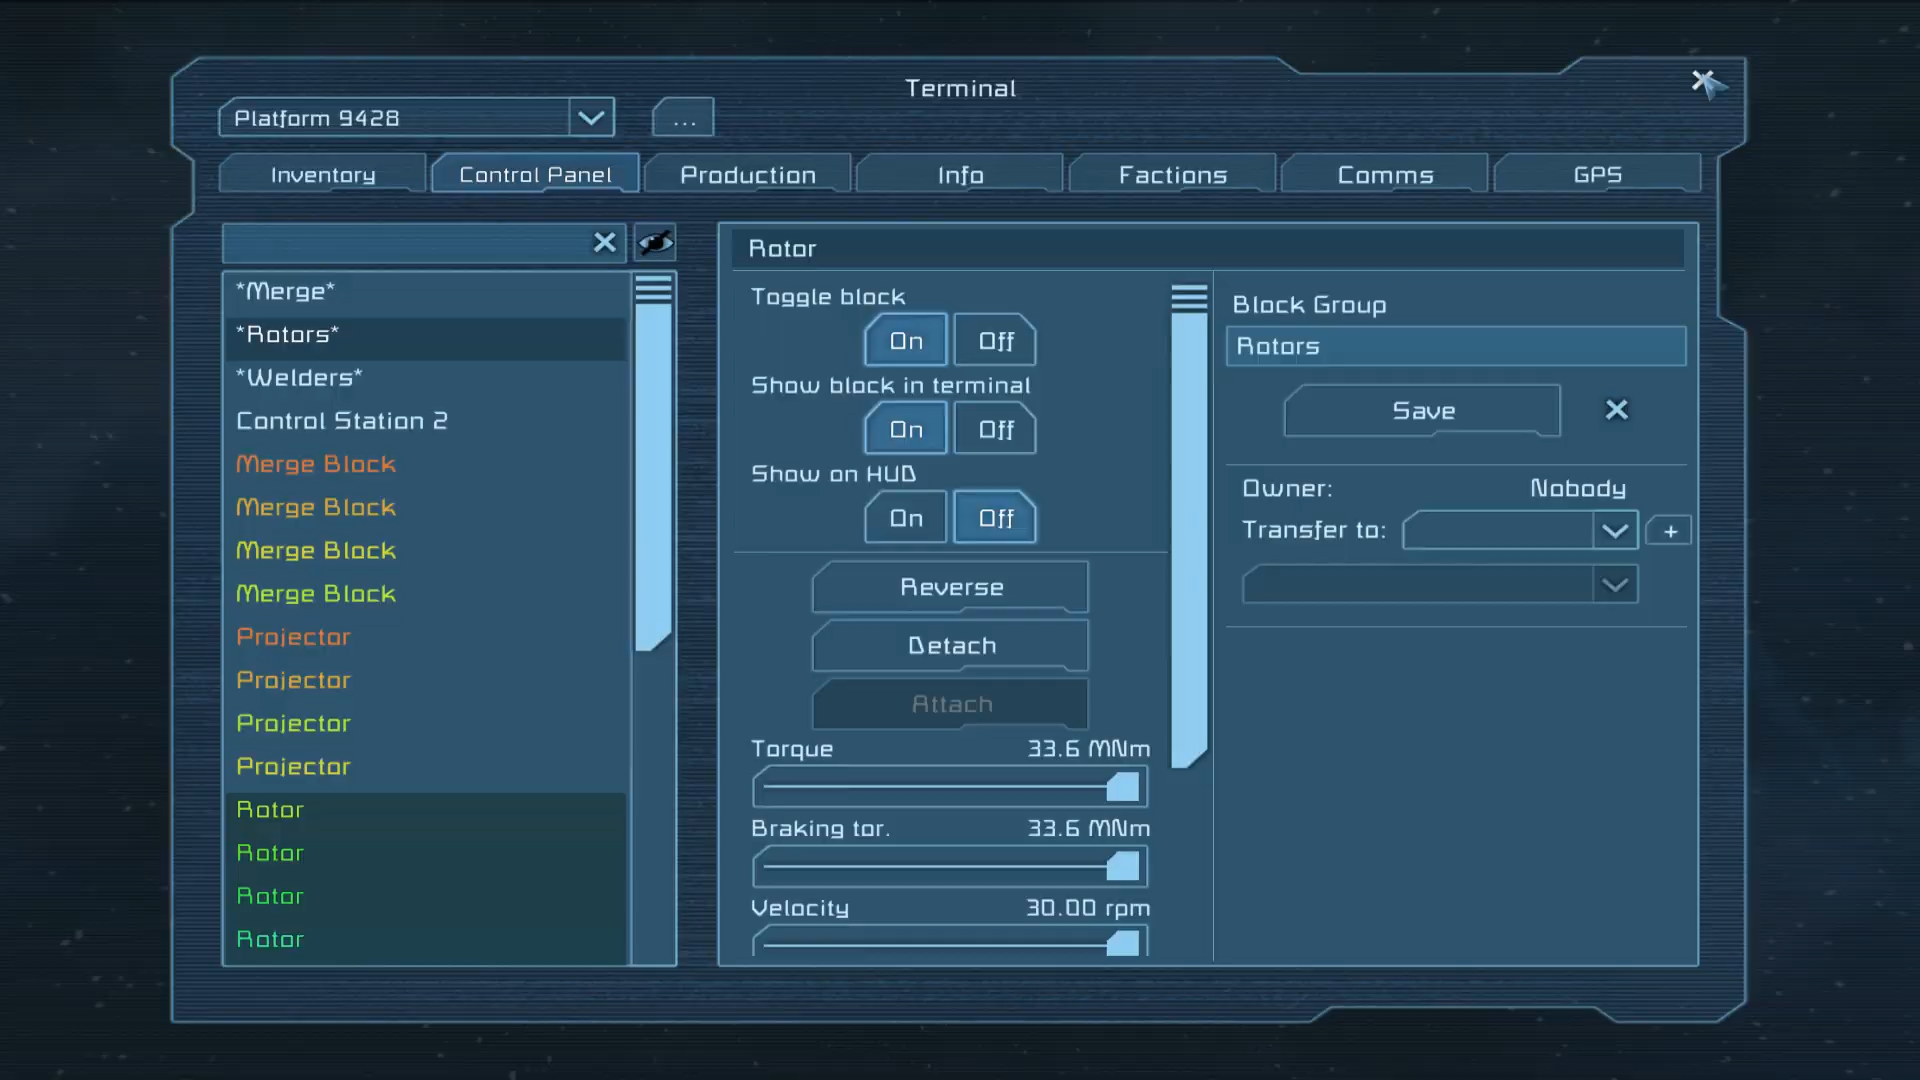 Terminal
Platform 9428
...
Inventory
Control Panel
Production
Info
Factions
Comms
GPS
*Merge*
*Rotors*
*Welders*
Control Station 2
Merge Block
Merge Block
Merge Block
Merge Block
Projector
Projector
Projector
Projector
Rotor
Rotor
Rotor
Rotor
Rotor
Toggle block
On Off
Show block in terminal
On Off
Show on HUD
On Off
Reverse
Detach
Attach
Torque 33.6 MNm
Braking tor. 33.6 MNm
Velocity 30.00 rpm
Block Group
Rotors
Save
Owner: Nobody
Transfer to: +